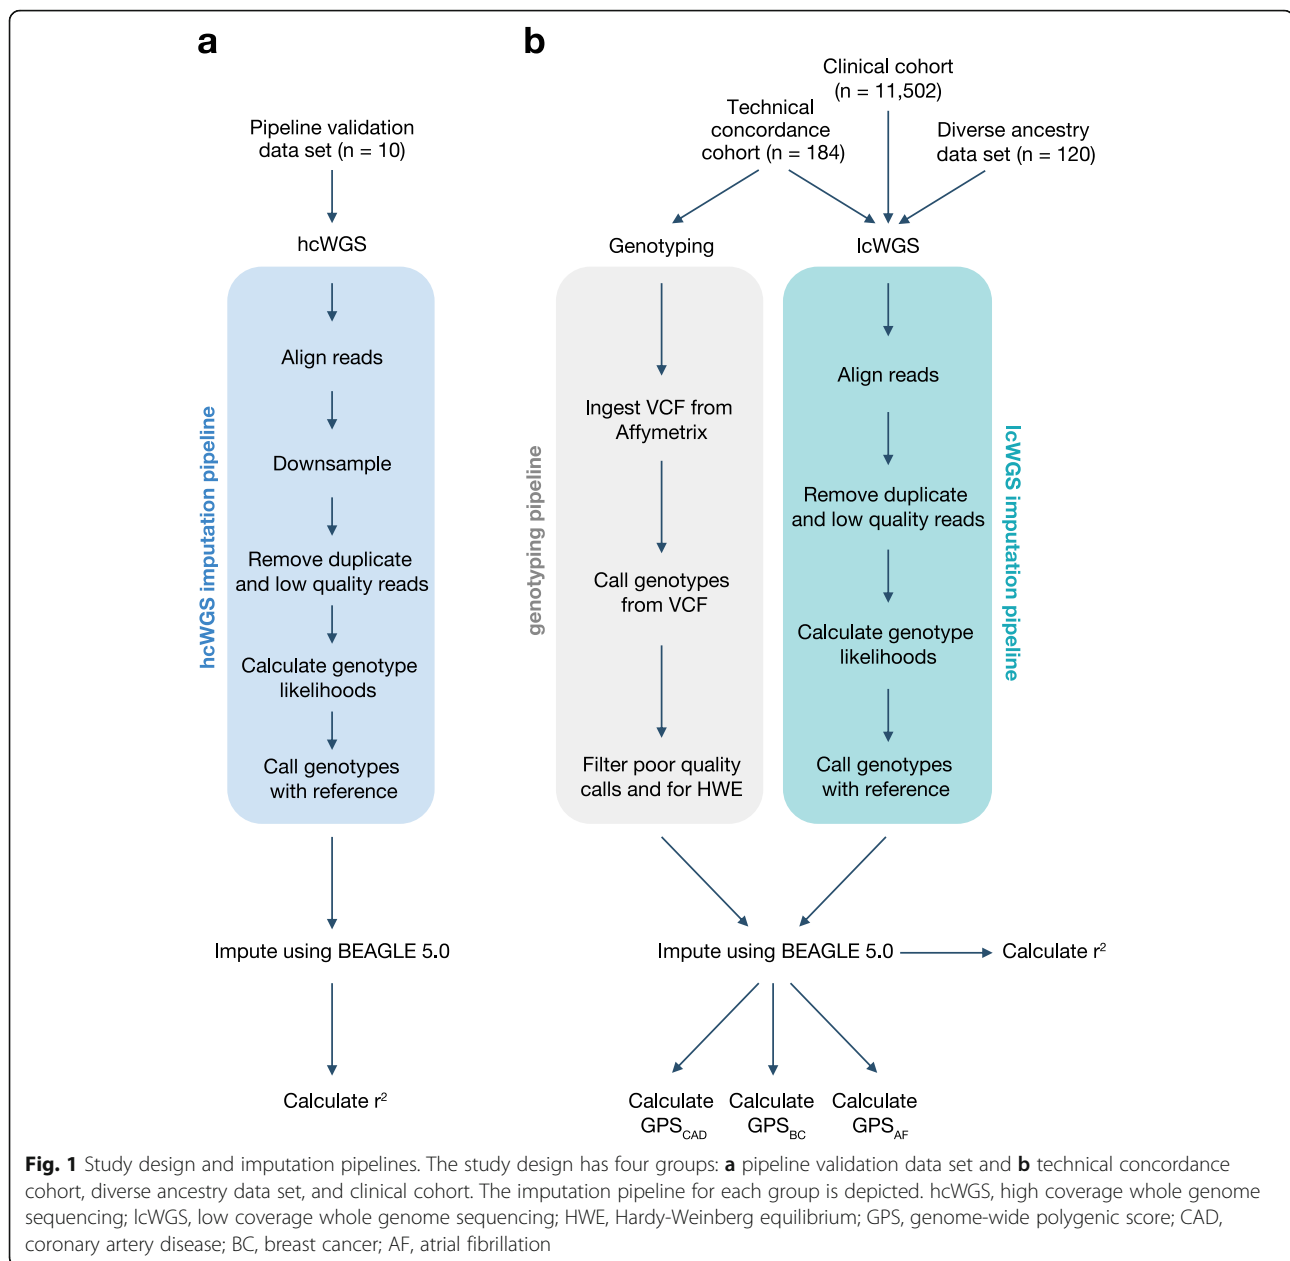 a
Pipeline validation
data set (n = 10)
hcWGS
hcWGS imputation pipeline
Align reads
Downsample
Remove duplicate
and low quality reads
Calculate genotype
likelihoods
Call genotypes
with reference
Impute using BEAGLE 5.0
Calculate r²
b
Clinical cohort
(n = 11,502)
Technical
concordance
cohort (n = 184)
Diverse ancestry
data set (n = 120)
Genotyping
genotyping pipeline
Ingest VCF from
Affymetrix
Call genotypes
from VCF
Filter poor quality
calls and for HWE
lcWGS
lcWGS imputation pipeline
Align reads
Remove duplicate
and low quality reads
Calculate genotype
likelihoods
Call genotypes
with reference
Impute using BEAGLE 5.0
Calculate r²
Calculate
GPS_CAD
Calculate
GPS_BC
Calculate
GPS_AF
Fig. 1 Study design and imputation pipelines. The study design has four groups: a pipeline validation data set and b technical concordance
cohort, diverse ancestry data set, and clinical cohort. The imputation pipeline for each group is depicted. hcWGS, high coverage whole genome
sequencing; lcWGS, low coverage whole genome sequencing; HWE, Hardy-Weinberg equilibrium; GPS, genome-wide polygenic score; CAD,
coronary artery disease; BC, breast cancer; AF, atrial fibrillation